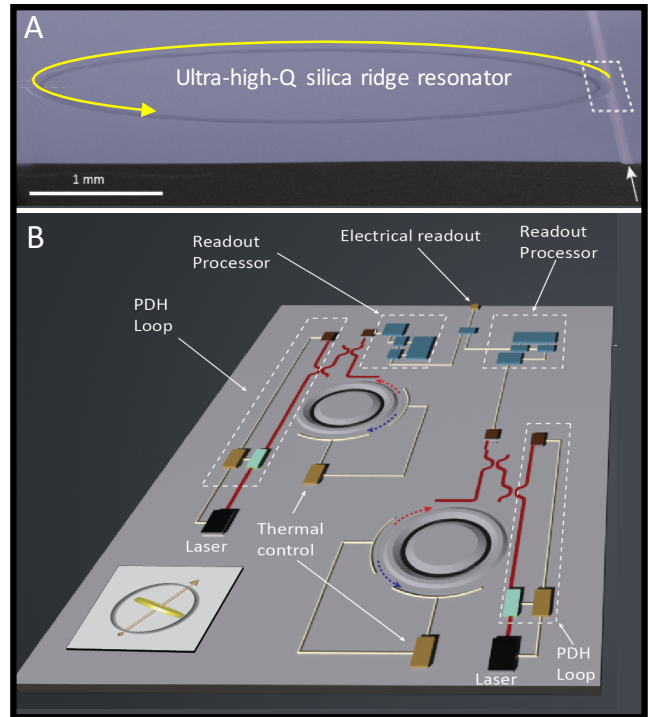 A
Ultra-high-Q silica ridge resonator
1 mm
B
Readout
Processor
Electrical readout
Readout
Processor
PDH
Loop
Thermal
control
Laser
PDH
Loop
Laser